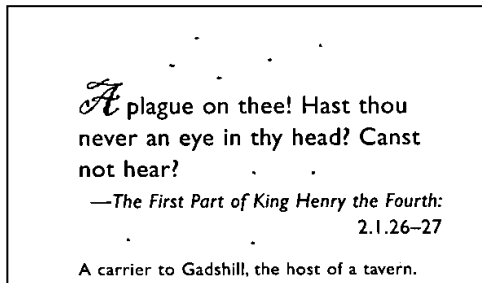 A plague on thee! Hast thou
never an eye in thy head? Canst
not hear?
—The First Part of King Henry the Fourth:
2.1.26–27
A carrier to Gadshill, the host of a tavern.